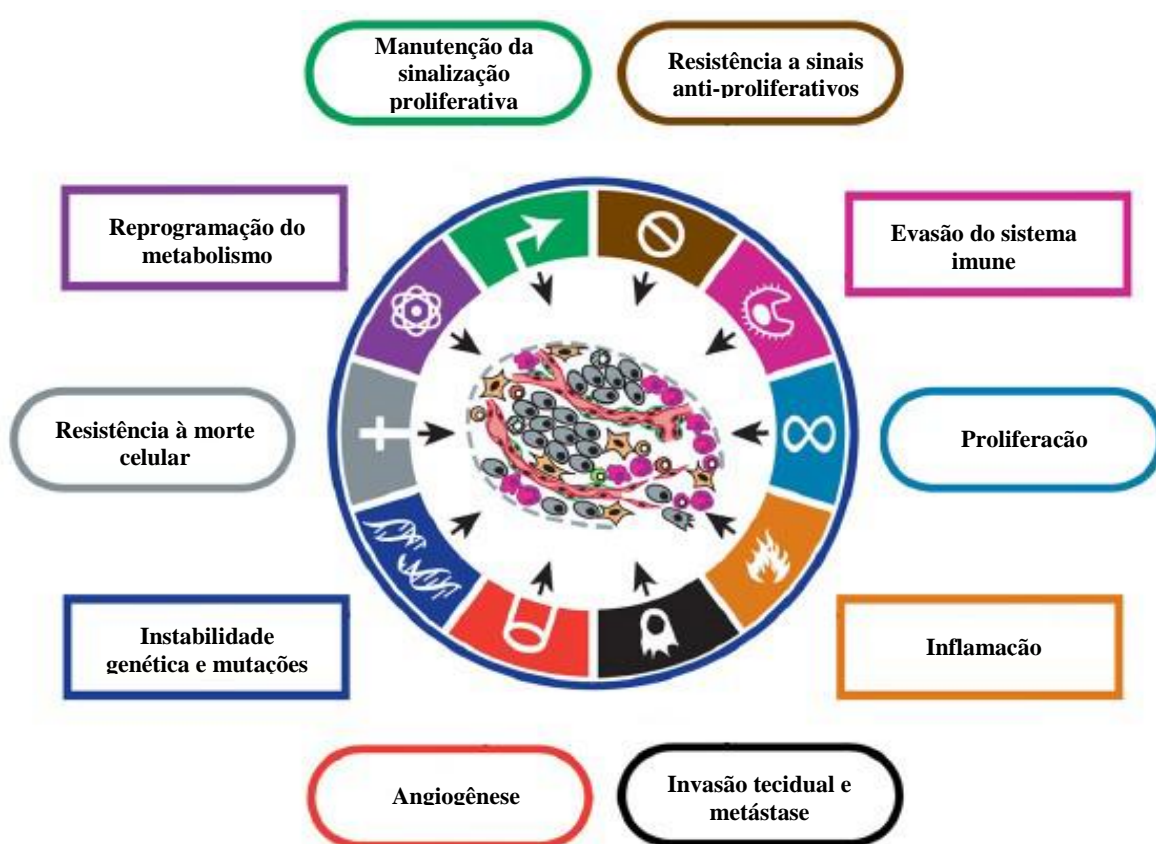 Manutenção da
sinalização
proliferativa
Resistência a sinais
anti-proliferativos
Reprogramação do
metabolismo
Evasão do sistema
imune
Resistência à morte
celular
Proliferacão
Instabilidade
genética e mutações
Inflamacão
Angiogênese
Invasão tecidual e
metástase